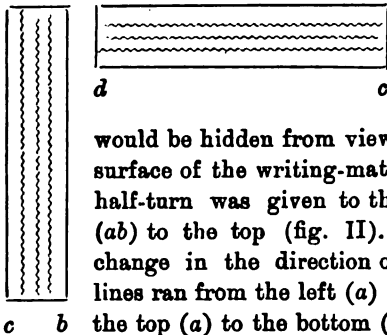 d c
would be hidden from view
surface of the writing-mat
half-turn was given to th
(ab) to the top (fig. II).
change in the direction o
lines ran from the left (a)
c b the top (a) to the bottom (